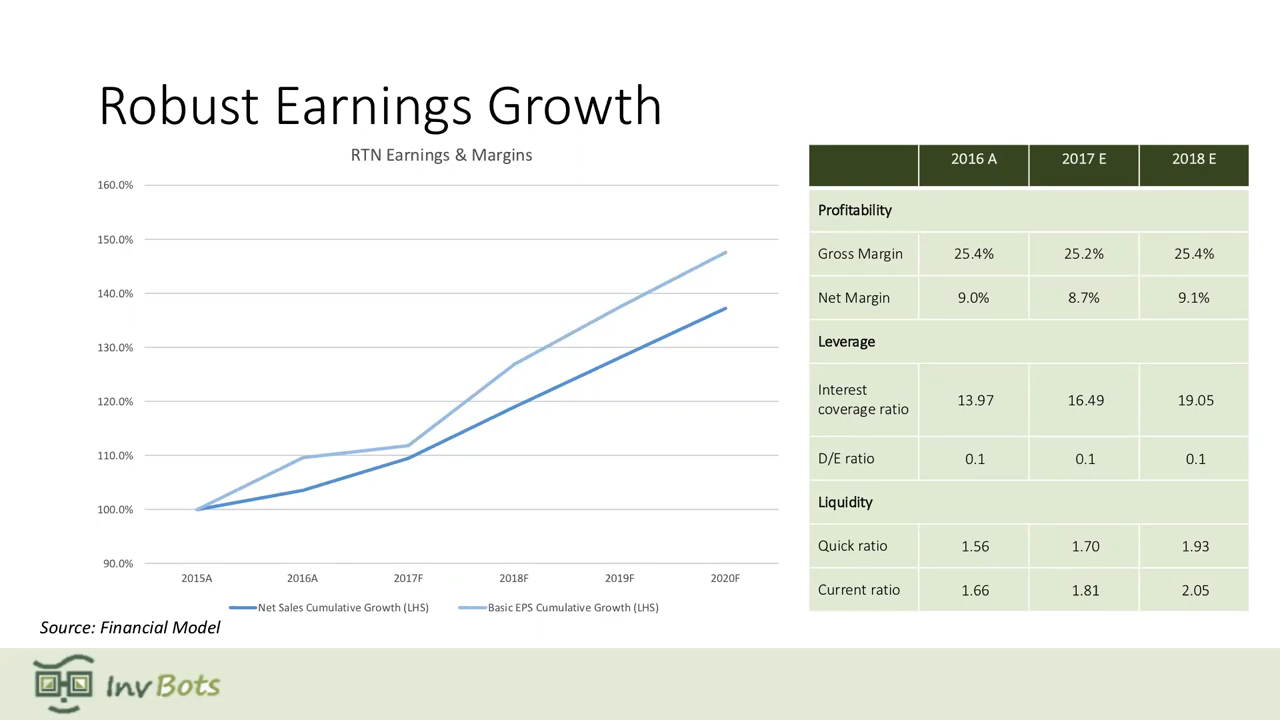 Robust Earnings Growth
RTN Earnings & Margins
160.0%
150.0%
140.0%
130.0%
120.0%
110.0%
100.0%
90.0%
2015A 2016A 2017F 2018F 2019F 2020F
Net Sales Cumulative Growth (LHS) Basic EPS Cumulative Growth (LHS)
Source: Financial Model
2016 A 2017 E 2018 E
Profitability
Gross Margin 25.4% 25.2% 25.4%
Net Margin 9.0% 8.7% 9.1%
Leverage
Interest
coverage ratio 13.97 16.49 19.05
D/E ratio 0.1 0.1 0.1
Liquidity
Quick ratio 1.56 1.70 1.93
Current ratio 1.66 1.81 2.05
InvBots